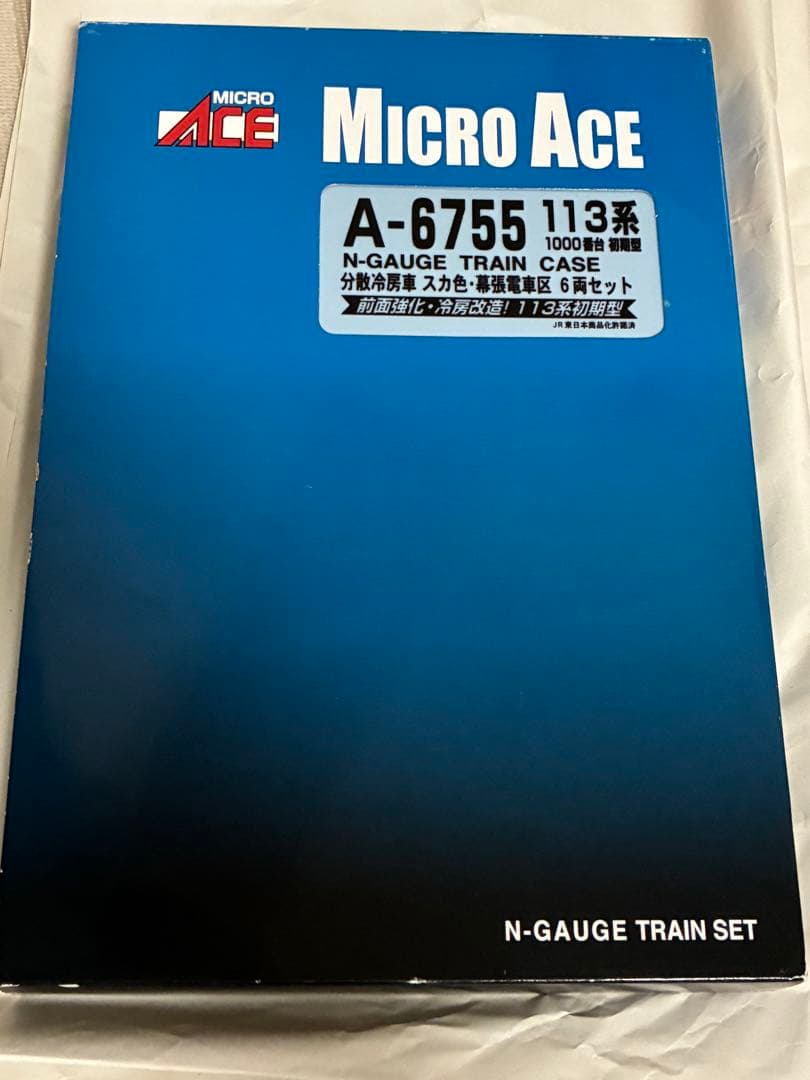 MICRO
ACE
MICRO ACE
A-6755 113系
1000番台 初期型
N-GAUGE TRAIN CASE
分散冷房車 スカ色・幕張電車区 6両セット
前面強化・冷房改造!113系初期型
JR東日本商品化許諾済
N-GAUGE TRAIN SET